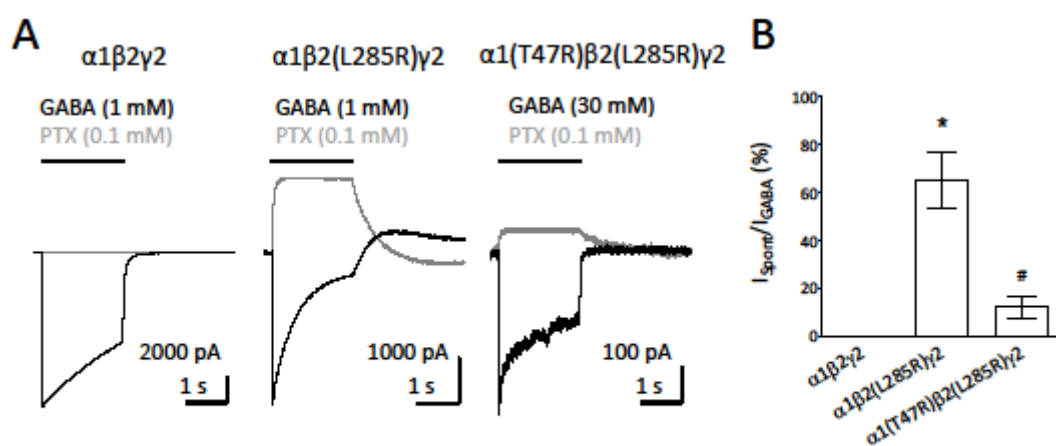 A
α1β2γ2
α1β2(L285R)γ2
α1(T47R)β2(L285R)γ2
GABA (1 mM)
GABA (1 mM)
GABA (30 mM)
PTX (0.1 mM)
PTX (0.1 mM)
PTX (0.1 mM)
2000 pA
1 s
1000 pA
1 s
100 pA
1 s
B
I Spont/I GABA (%)
100
80
60
40
20
0
*
#
α1β2γ2
α1β2(L285R)γ2
α1(T47R)β2(L285R)γ2